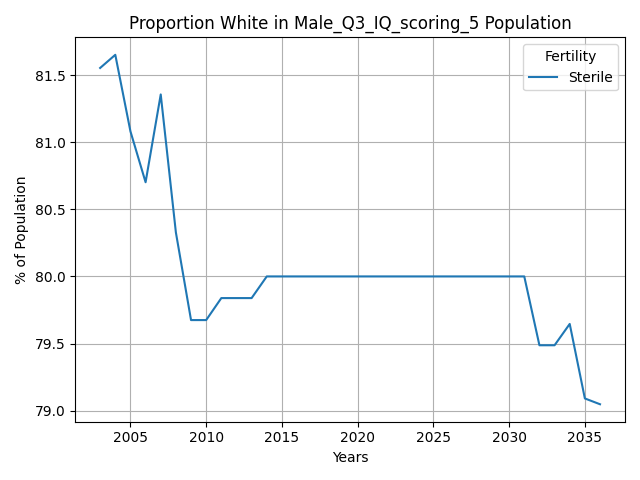 Proportion White in Male_Q3_IQ_scoring_5 Population
Fertility
Sterile
81.5
81.0
80.5
80.0
79.5
79.0
% of Population
2005 2010 2015 2020 2025 2030 2035
Years